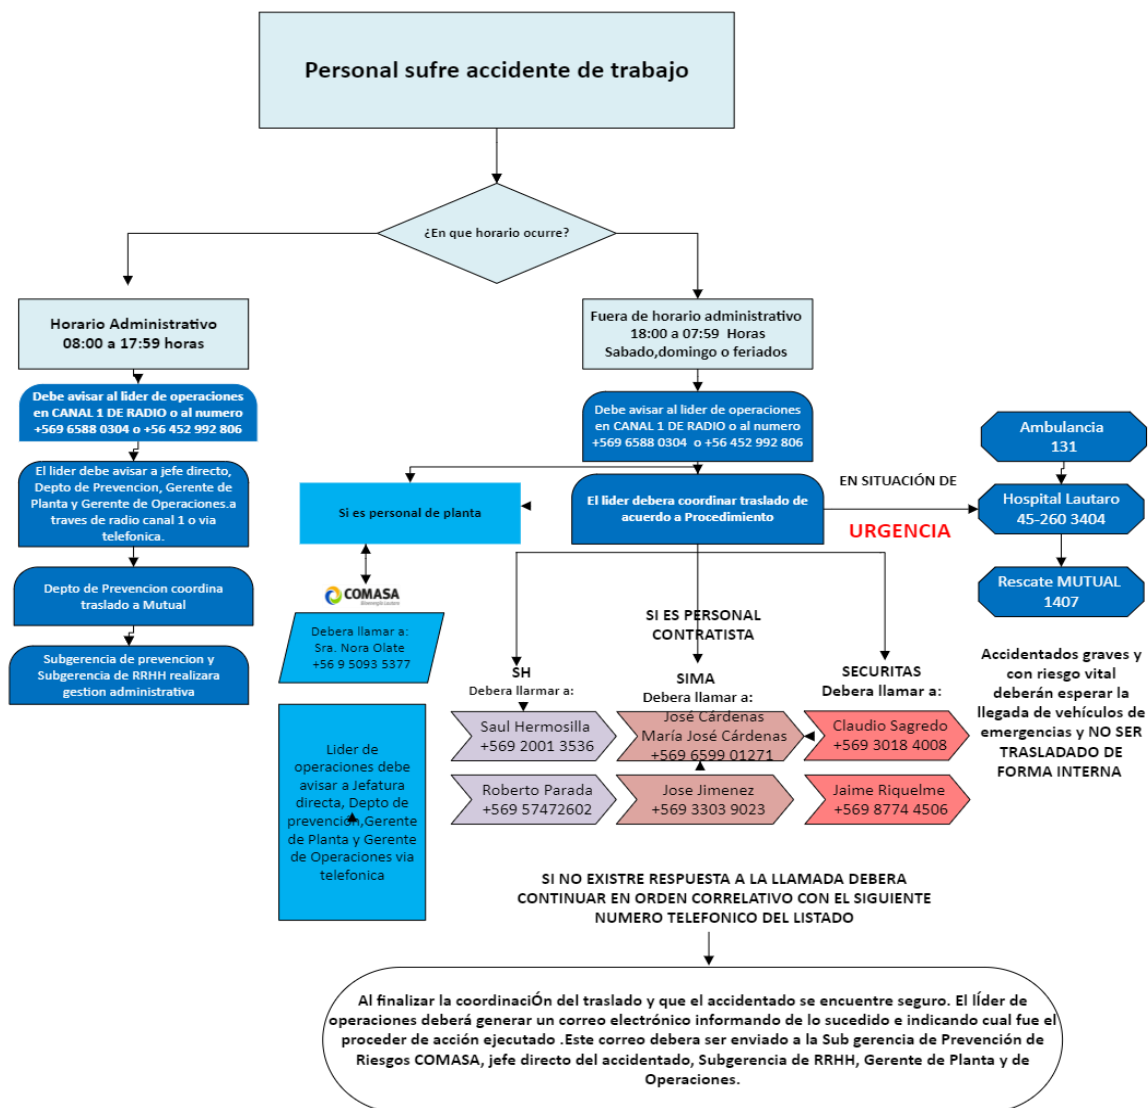 Personal sufre accidente de trabajo
¿En que horario ocurre?
Horario Administrativo
08:00 a 17:59 horas
Debe avisar al lider de operaciones
en CANAL 1 DE RADIO o al numero
+569 6588 0304 o +56 452 992 806
El lider debe avisar a jefe directo,
Depto de Prevencion, Gerente de
Planta y Gerente de Operaciones.a
traves de radio canal 1 o via
telefonica.
Depto de Prevencion coordina
traslado a Mutual
Subgerencia de prevencion y
Subgerencia de RRHH realizara
gestion administrativa
Fuera de horario administrativo
18:00 a 07:59 Horas
Sabado,domingo o feriados
Debe avisar al lider de operaciones
en CANAL 1 DE RADIO o al numero
+569 6588 0304 o +56 452 992 806
El lider debera coordinar traslado de
acuerdo a Procedimiento
Si es personal de planta
COMASA
Bioenergía Lautaro
Debera llamar a:
Sra. Nora Olate
+56 9 5093 5377
Lider de
operaciones debe
avisar a Jefatura
directa, Depto de
prevención,Gerente
de Planta y Gerente
de Operaciones via
telefonica
SI ES PERSONAL
CONTRATISTA
SH
Debera llarmar a:
Saul Hermosilla
+569 2001 3536
Roberto Parada
+569 57472602
SIMA
Debera llamar a:
José Cárdenas
María José Cárdenas
+569 6599 01271
Jose Jimenez
+569 3303 9023
SECURITAS
Debera llamar a:
Claudio Sagredo
+569 3018 4008
Jaime Riquelme
+569 8774 4506
EN SITUACIÓN DE
URGENCIA
Ambulancia
131
Hospital Lautaro
45-260 3404
Rescate MUTUAL
1407
Accidentados graves y
con riesgo vital
deberán esperar la
llegada de vehículos de
emergencias y NO SER
TRASLADADO DE
FORMA INTERNA
SI NO EXISTRE RESPUESTA A LA LLAMADA DEBERA
CONTINUAR EN ORDEN CORRELATIVO CON EL SIGUIENTE
NUMERO TELEFONICO DEL LISTADO
Al finalizar la coordinaciÓn del traslado y que el accidentado se encuentre seguro. El lÍder de
operaciones deberá generar un correo electrónico informando de lo sucedido e indicando cual fue el
proceder de acción ejecutado .Este correo debera ser enviado a la Sub gerencia de Prevención de
Riesgos COMASA, jefe directo del accidentado, Subgerencia de RRHH, Gerente de Planta y de
Operaciones.